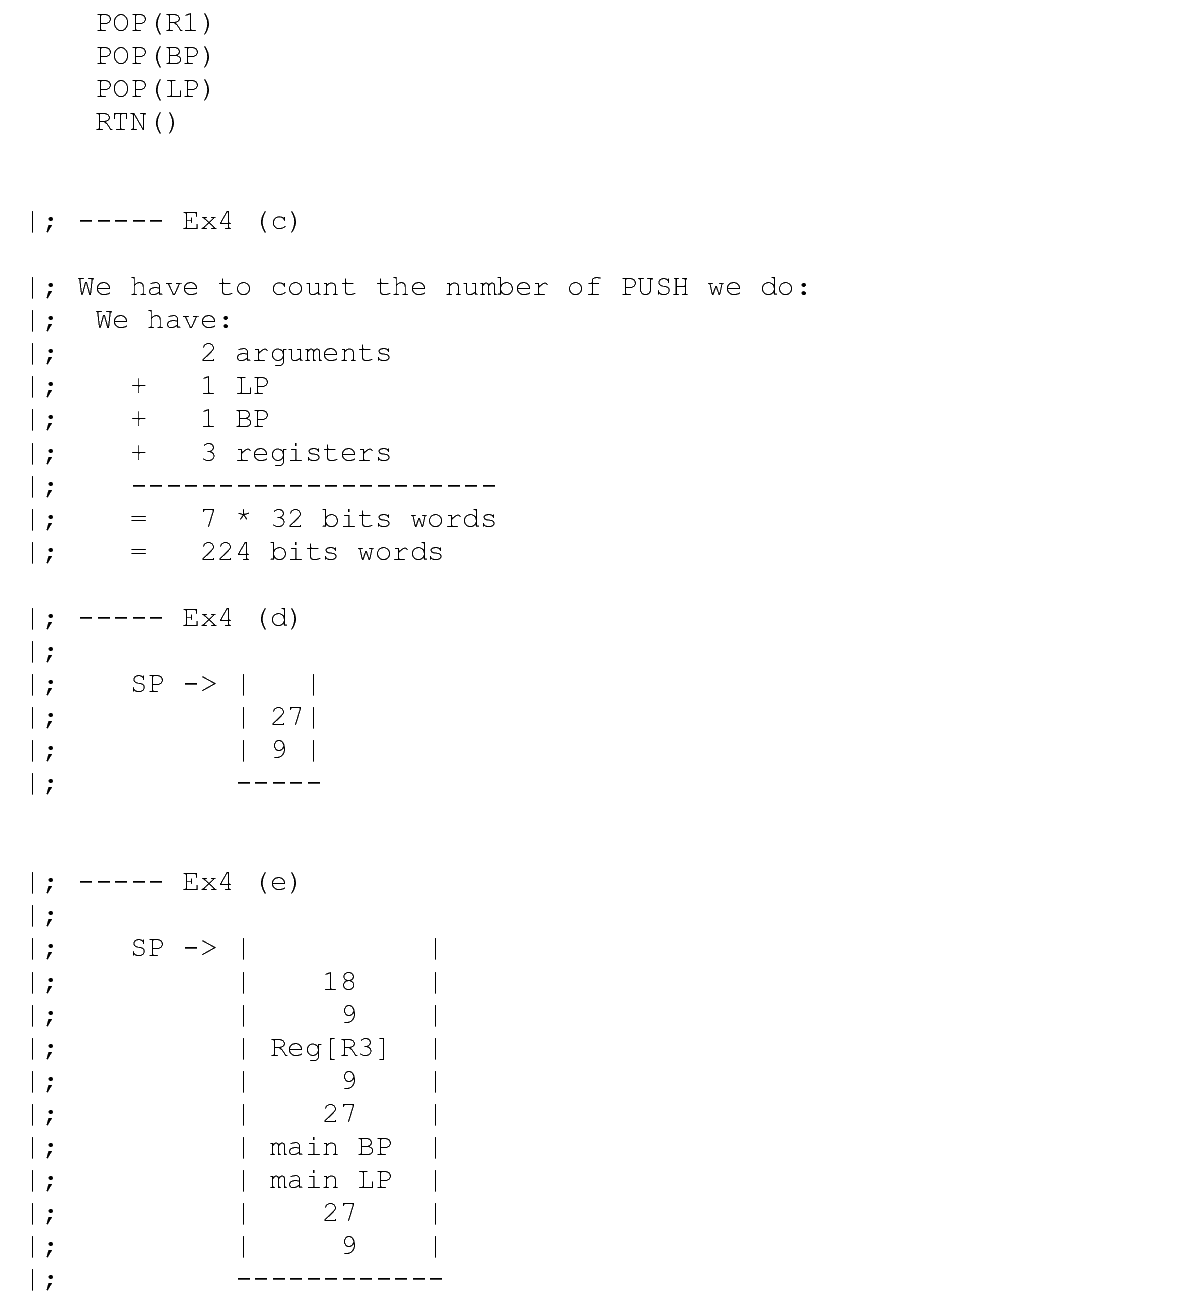 POP(R1)
    POP(BP)
    POP(LP)
    RTN()
|; ----- Ex4 (c)
|; We have to count the number of PUSH we do:
|;  We have:
|;        2 arguments
|;    +   1 LP
|;    +   1 BP
|;    +   3 registers
|;    ---------------------
|;    =   7 * 32 bits words
|;    =   224 bits words
|; ----- Ex4 (d)
|;
|;    SP -> |   |
|;          | 27|
|;          | 9 |
|;          -----
|; ----- Ex4 (e)
|;
|;    SP -> |          |
|;          |    18    |
|;          |     9    |
|;          | Reg[R3]  |
|;          |     9    |
|;          |    27    |
|;          | main BP  |
|;          | main LP  |
|;          |    27    |
|;          |     9    |
|;          ------------